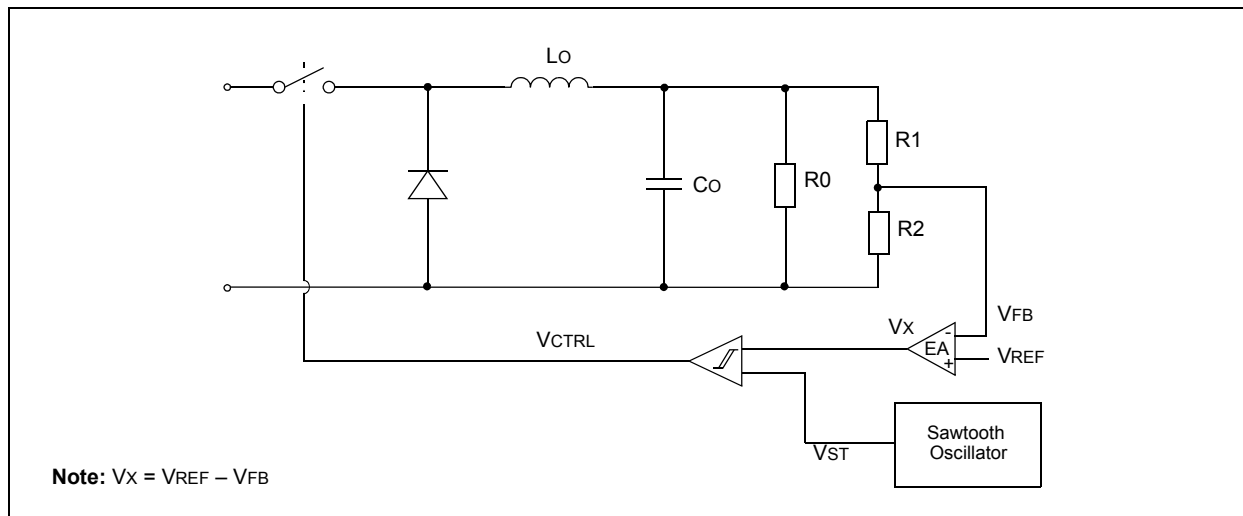 LO
R1
CO
R0
R2
VFB
VX
VCTRL
-
EA
+
VREF
Sawtooth
Oscillator
VST
Note: VX = VREF – VFB